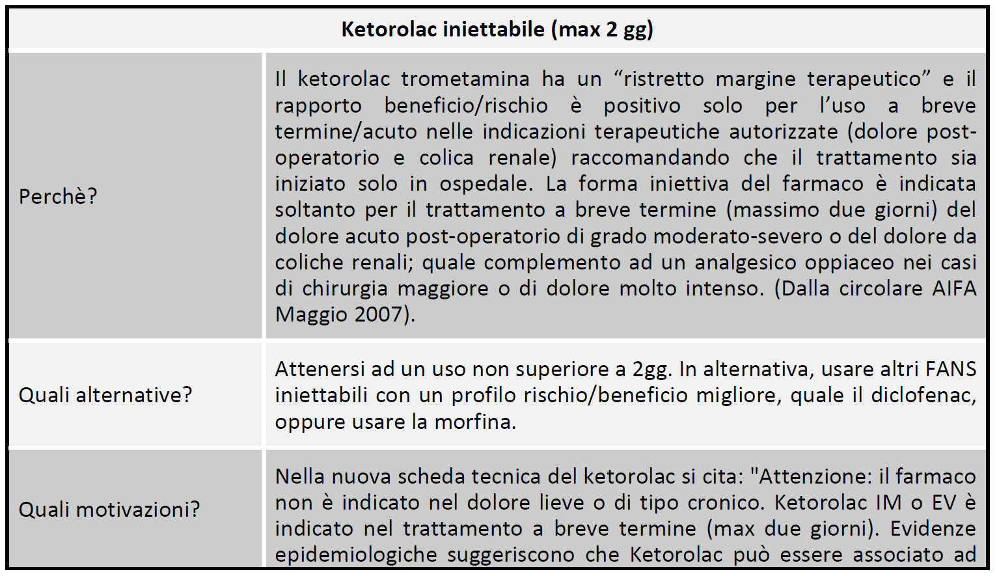 Ketorolac iniettabile (max 2 gg)
Perchè?
Il ketorolac trometamina ha un “ristretto margine terapeutico” e il
rapporto beneficio/rischio è positivo solo per l’uso a breve
termine/acuto nelle indicazioni terapeutiche autorizzate (dolore post-
operatorio e colica renale) raccomandando che il trattamento sia
iniziato solo in ospedale. La forma iniettiva del farmaco è indicata
soltanto per il trattamento a breve termine (massimo due giorni) del
dolore acuto post-operatorio di grado moderato-severo o del dolore da
coliche renali; quale complemento ad un analgesico oppiaceo nei casi
di chirurgia maggiore o di dolore molto intenso. (Dalla circolare AIFA
Maggio 2007).
Quali alternative?
Attenersi ad un uso non superiore a 2gg. In alternativa, usare altri FANS
iniettabili con un profilo rischio/beneficio migliore, quale il diclofenac,
oppure usare la morfina.
Quali motivazioni?
Nella nuova scheda tecnica del ketorolac si cita: "Attenzione: il farmaco
non è indicato nel dolore lieve o di tipo cronico. Ketorolac IM o EV è
indicato nel trattamento a breve termine (max due giorni). Evidenze
epidemiologiche suggeriscono che Ketorolac può essere associato ad